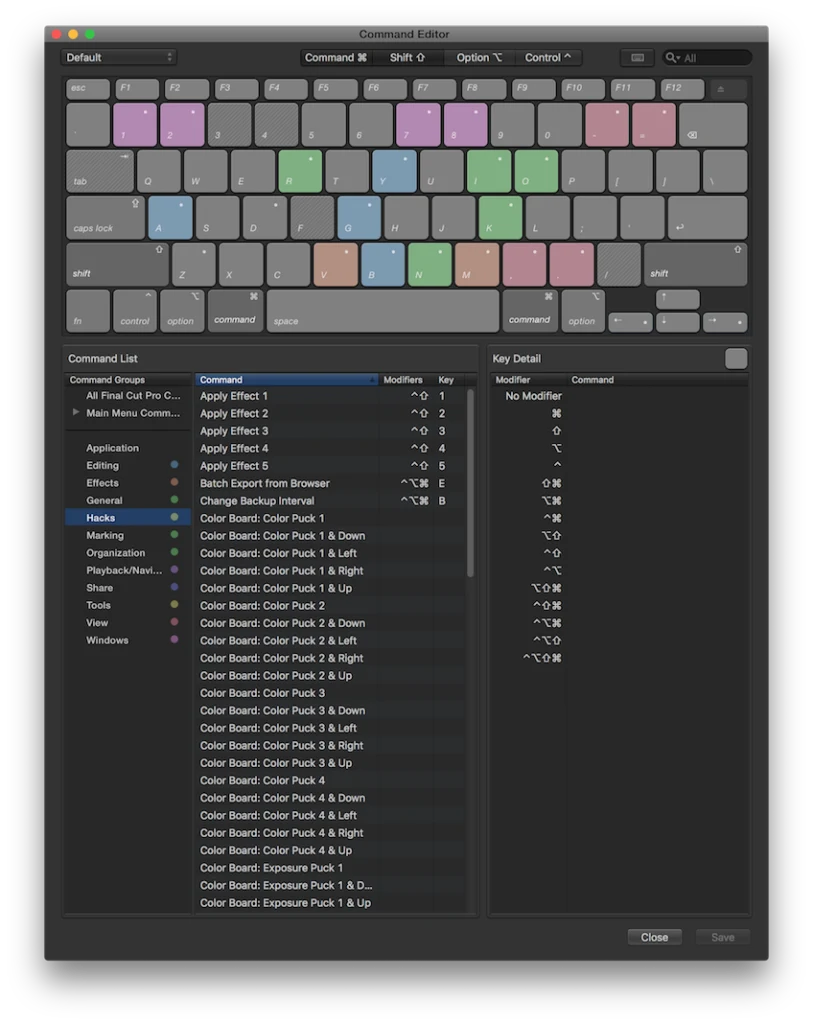 Command Editor
Default Command ⌘ Shift ⇧ Option ⌥ Control ^ All
esc F1 F2 F3 F4 F5 F6 F7 F8 F9 F10 F11 F12
` 1 2 3 4 5 6 7 8 9 0 - =
tab Q W E R T Y U I O P [ ] \
caps lock A S D F G H J K L ; '
shift Z X C V B N M , . / shift
fn control option command space command option
Command List Key Detail
Command Groups Command Modifiers Key Modifier Command
All Final Cut Pro C... Apply Effect 1 ^⇧ 1 No Modifier
Main Menu Comm... Apply Effect 2 ^⇧ 2 ⌘
Apply Effect 3 ^⇧ 3 ⇧
Application Apply Effect 4 ^⇧ 4 ⌥
Editing Apply Effect 5 ^⇧ 5 ^
Effects Batch Export from Browser ^⌥⌘ E ⇧⌘
General Change Backup Interval ^⌥⌘ B ⌥⌘
Hacks Color Board: Color Puck 1 ^⌘
Marking Color Board: Color Puck 1 & Down ⌥⇧
Organization Color Board: Color Puck 1 & Left ^⇧
Playback/Navi... Color Board: Color Puck 1 & Right ^⌥
Share Color Board: Color Puck 1 & Up ⌥⇧⌘
Tools Color Board: Color Puck 2 ^⇧⌘
View Color Board: Color Puck 2 & Down ^⌥⌘
Windows Color Board: Color Puck 2 & Left ^⌥⇧
Color Board: Color Puck 2 & Right ^⌥⇧⌘
Color Board: Color Puck 2 & Up
Color Board: Color Puck 3
Color Board: Color Puck 3 & Down
Color Board: Color Puck 3 & Left
Color Board: Color Puck 3 & Right
Color Board: Color Puck 3 & Up
Color Board: Color Puck 4
Color Board: Color Puck 4 & Down
Color Board: Color Puck 4 & Left
Color Board: Color Puck 4 & Right
Color Board: Color Puck 4 & Up
Color Board: Exposure Puck 1
Color Board: Exposure Puck 1 & D...
Color Board: Exposure Puck 1 & Up
Close Save